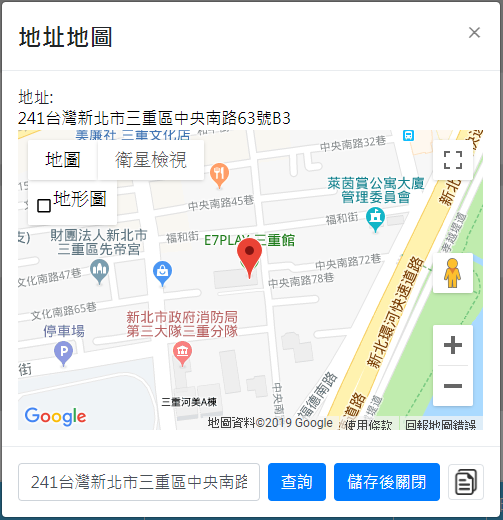 地址地圖
×
地址:
241台灣新北市三重區中央南路63號B3
美廉社 三重文化店
中央南路32巷
地圖
衛星檢視
地形圖
萊茵賞公寓大廈
管理委員會
中央南路45巷
福和街
福和街
財團法人新北市
三重區先帝宮
E7PLAY 三重館
中央南路72巷
中央南路78巷
文化南路47巷
文化南路65巷
新北市政府消防局
第三大隊三重分隊
停車場
新北環河快速道路
孝越堤道
三重河美A棟
福德南路
中央南
街
Google
地圖資料©2019 Google
使用條款
回報地圖錯誤
241台灣新北市三重區中央南路
查詢
儲存後關閉